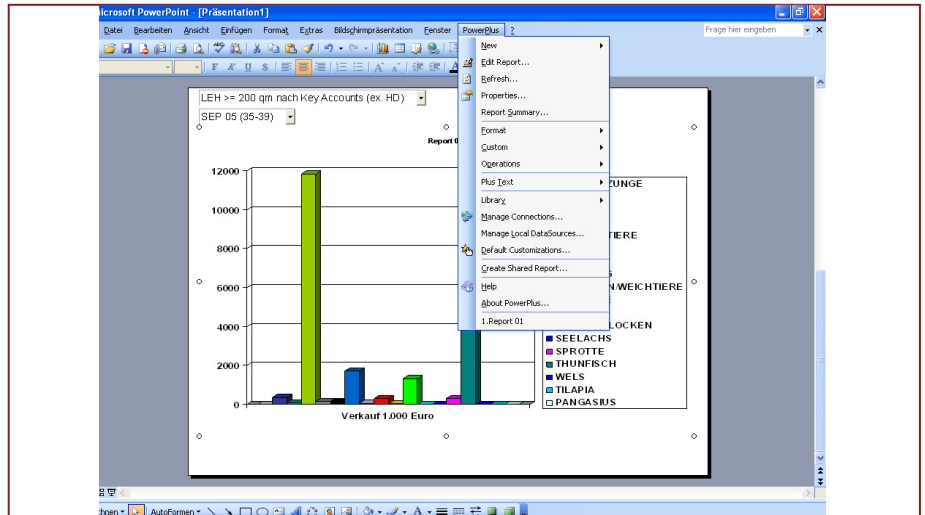 icrosoft PowerPoint - [Präsentation1]
Datei Bearbeiten Ansicht Einfügen Format Extras Bildschirmpräsentation Fenster PowerPlus ? Frage hier eingeben
F K U S
LEH >= 200 qm nach Key Accounts (ex. HD)
SEP 05 (35-39)
Report 0
12000
10000
8000
6000
4000
2000
0
Verkauf 1.000 Euro
New
Edit Report...
Refresh...
Properties...
Report Summary...
Format
Custom
Operations
Plus Text
Library
Manage Connections...
Manage Local DataSources...
Default Customizations...
Create Shared Report...
Help
About PowerPlus...
1.Report 01
ZUNGE
TIERE
G
N/WEICHTIERE
E
LOCKEN
SEELACHS
SPROTTE
THUNFISCH
WELS
TILAPIA
PANGASIUS
chnen AutoFormen